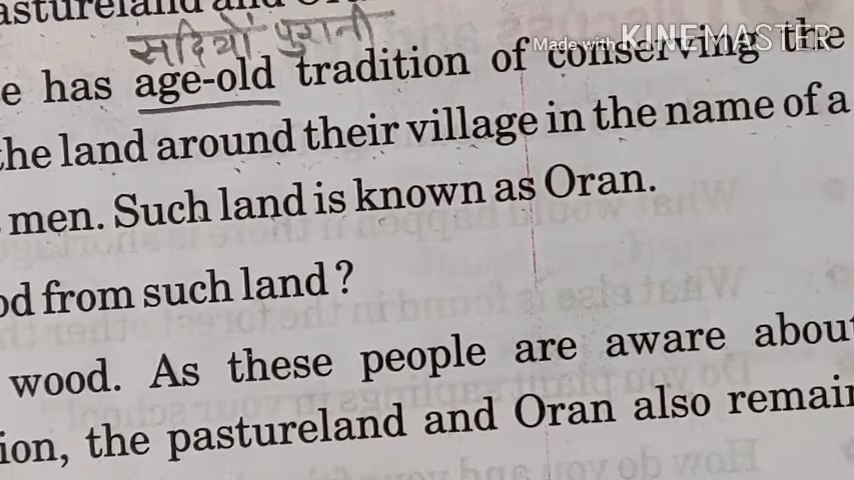 astureland and
सदियों पुरानी
Made with KINEMASTER
e has age-old tradition of conserving the
the land around their village in the name of a
men. Such land is known as Oran.
od from such land?
wood. As these people are aware about
ion, the pastureland and Oran also remain